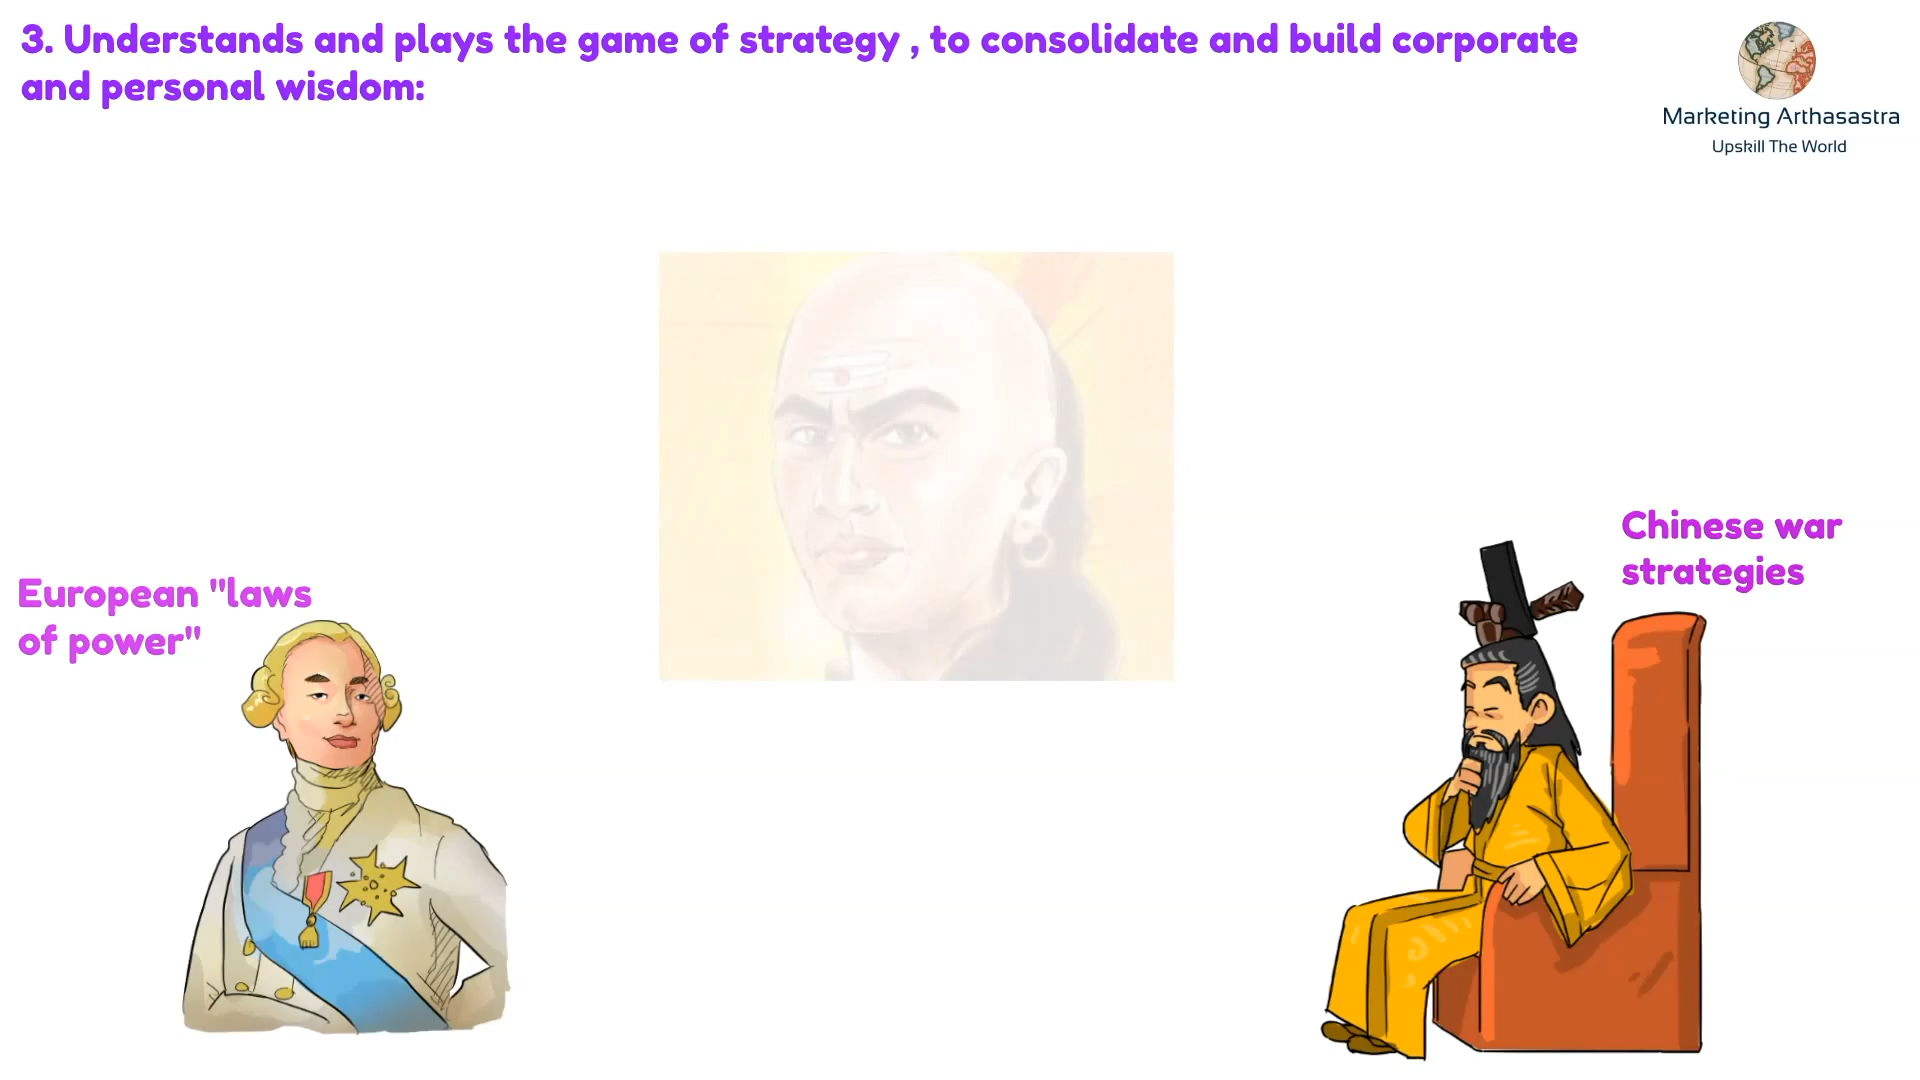 3. Understands and plays the game of strategy , to consolidate and build corporate
and personal wisdom:
Marketing Arthasastra
Upskill The World
Chinese war
strategies
European "laws
of power"